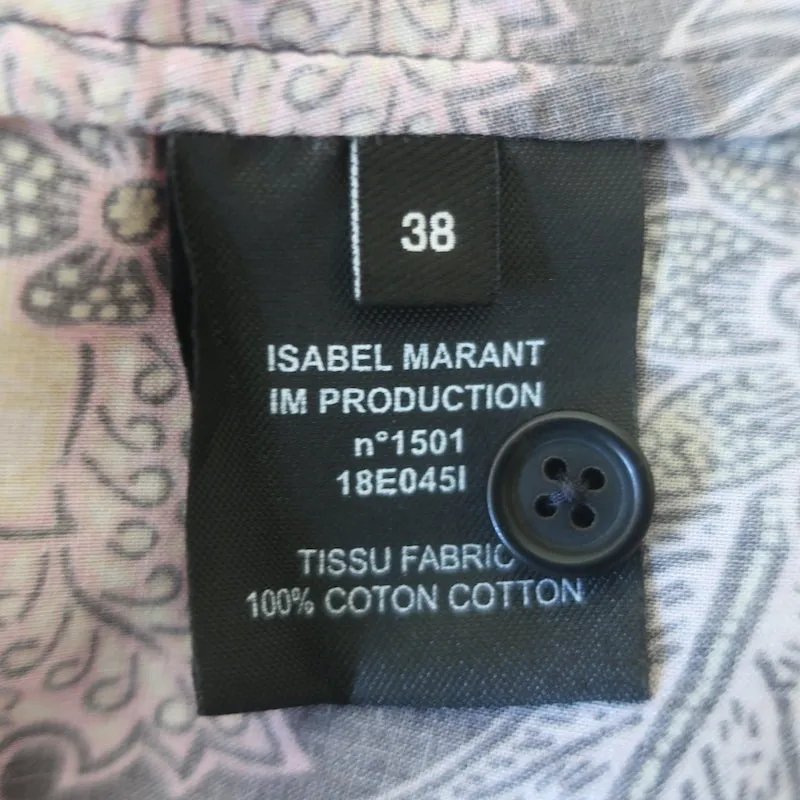 38
ISABEL MARANT
IM PRODUCTION
n°1501
18E045I
TISSU FABRIC
100% COTON COTTON